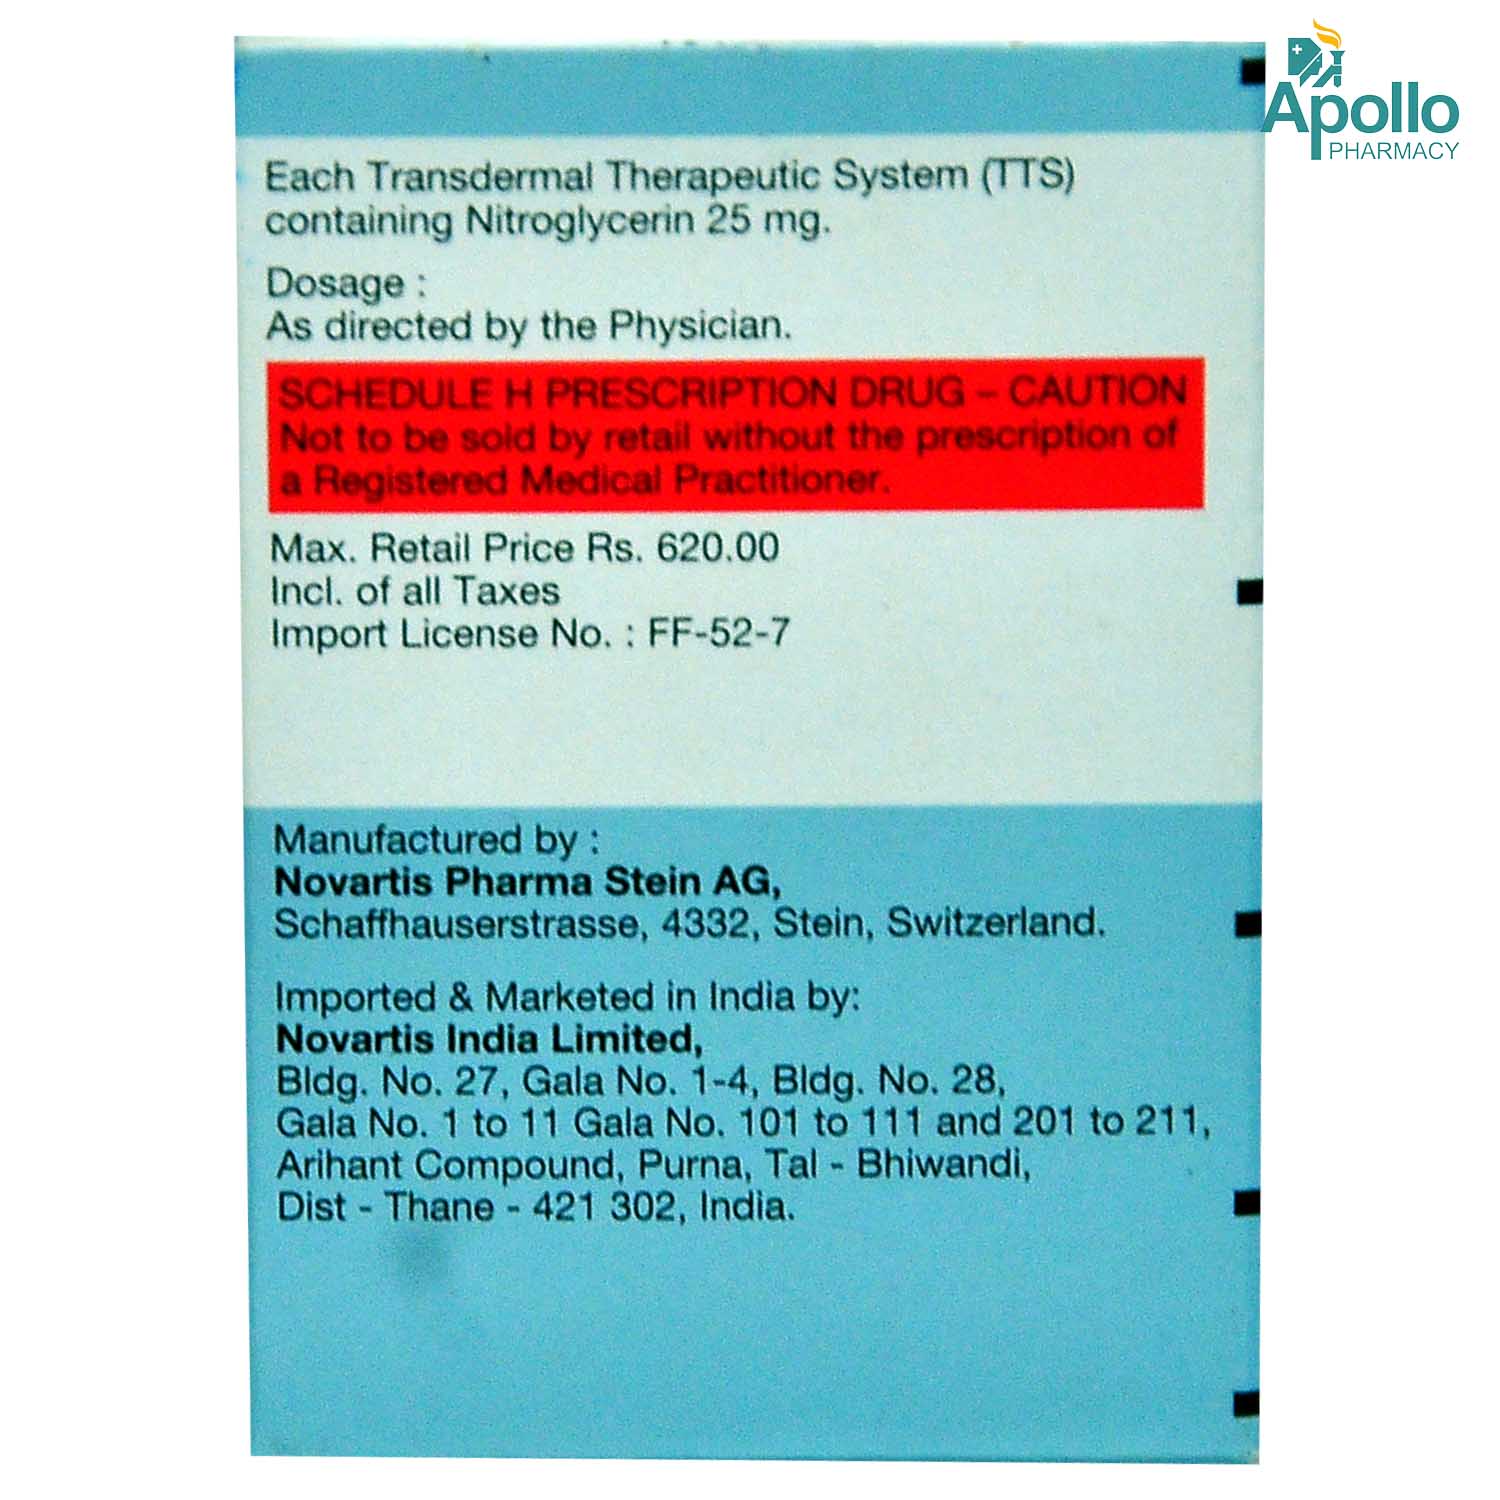 Apollo
PHARMACY
Each Transdermal Therapeutic System (TTS)
containing Nitroglycerin 25 mg.
Dosage :
As directed by the Physician.
SCHEDULE H PRESCRIPTION DRUG – CAUTION
Not to be sold by retail without the prescription of
a Registered Medical Practitioner.
Max. Retail Price Rs. 620.00
Incl. of all Taxes
Import License No. : FF-52-7
Manufactured by :
Novartis Pharma Stein AG,
Schaffhauserstrasse, 4332, Stein, Switzerland.
Imported & Marketed in India by:
Novartis India Limited,
Bldg. No. 27, Gala No. 1-4, Bldg. No. 28,
Gala No. 1 to 11 Gala No. 101 to 111 and 201 to 211,
Arihant Compound, Purna, Tal - Bhiwandi,
Dist - Thane - 421 302, India.